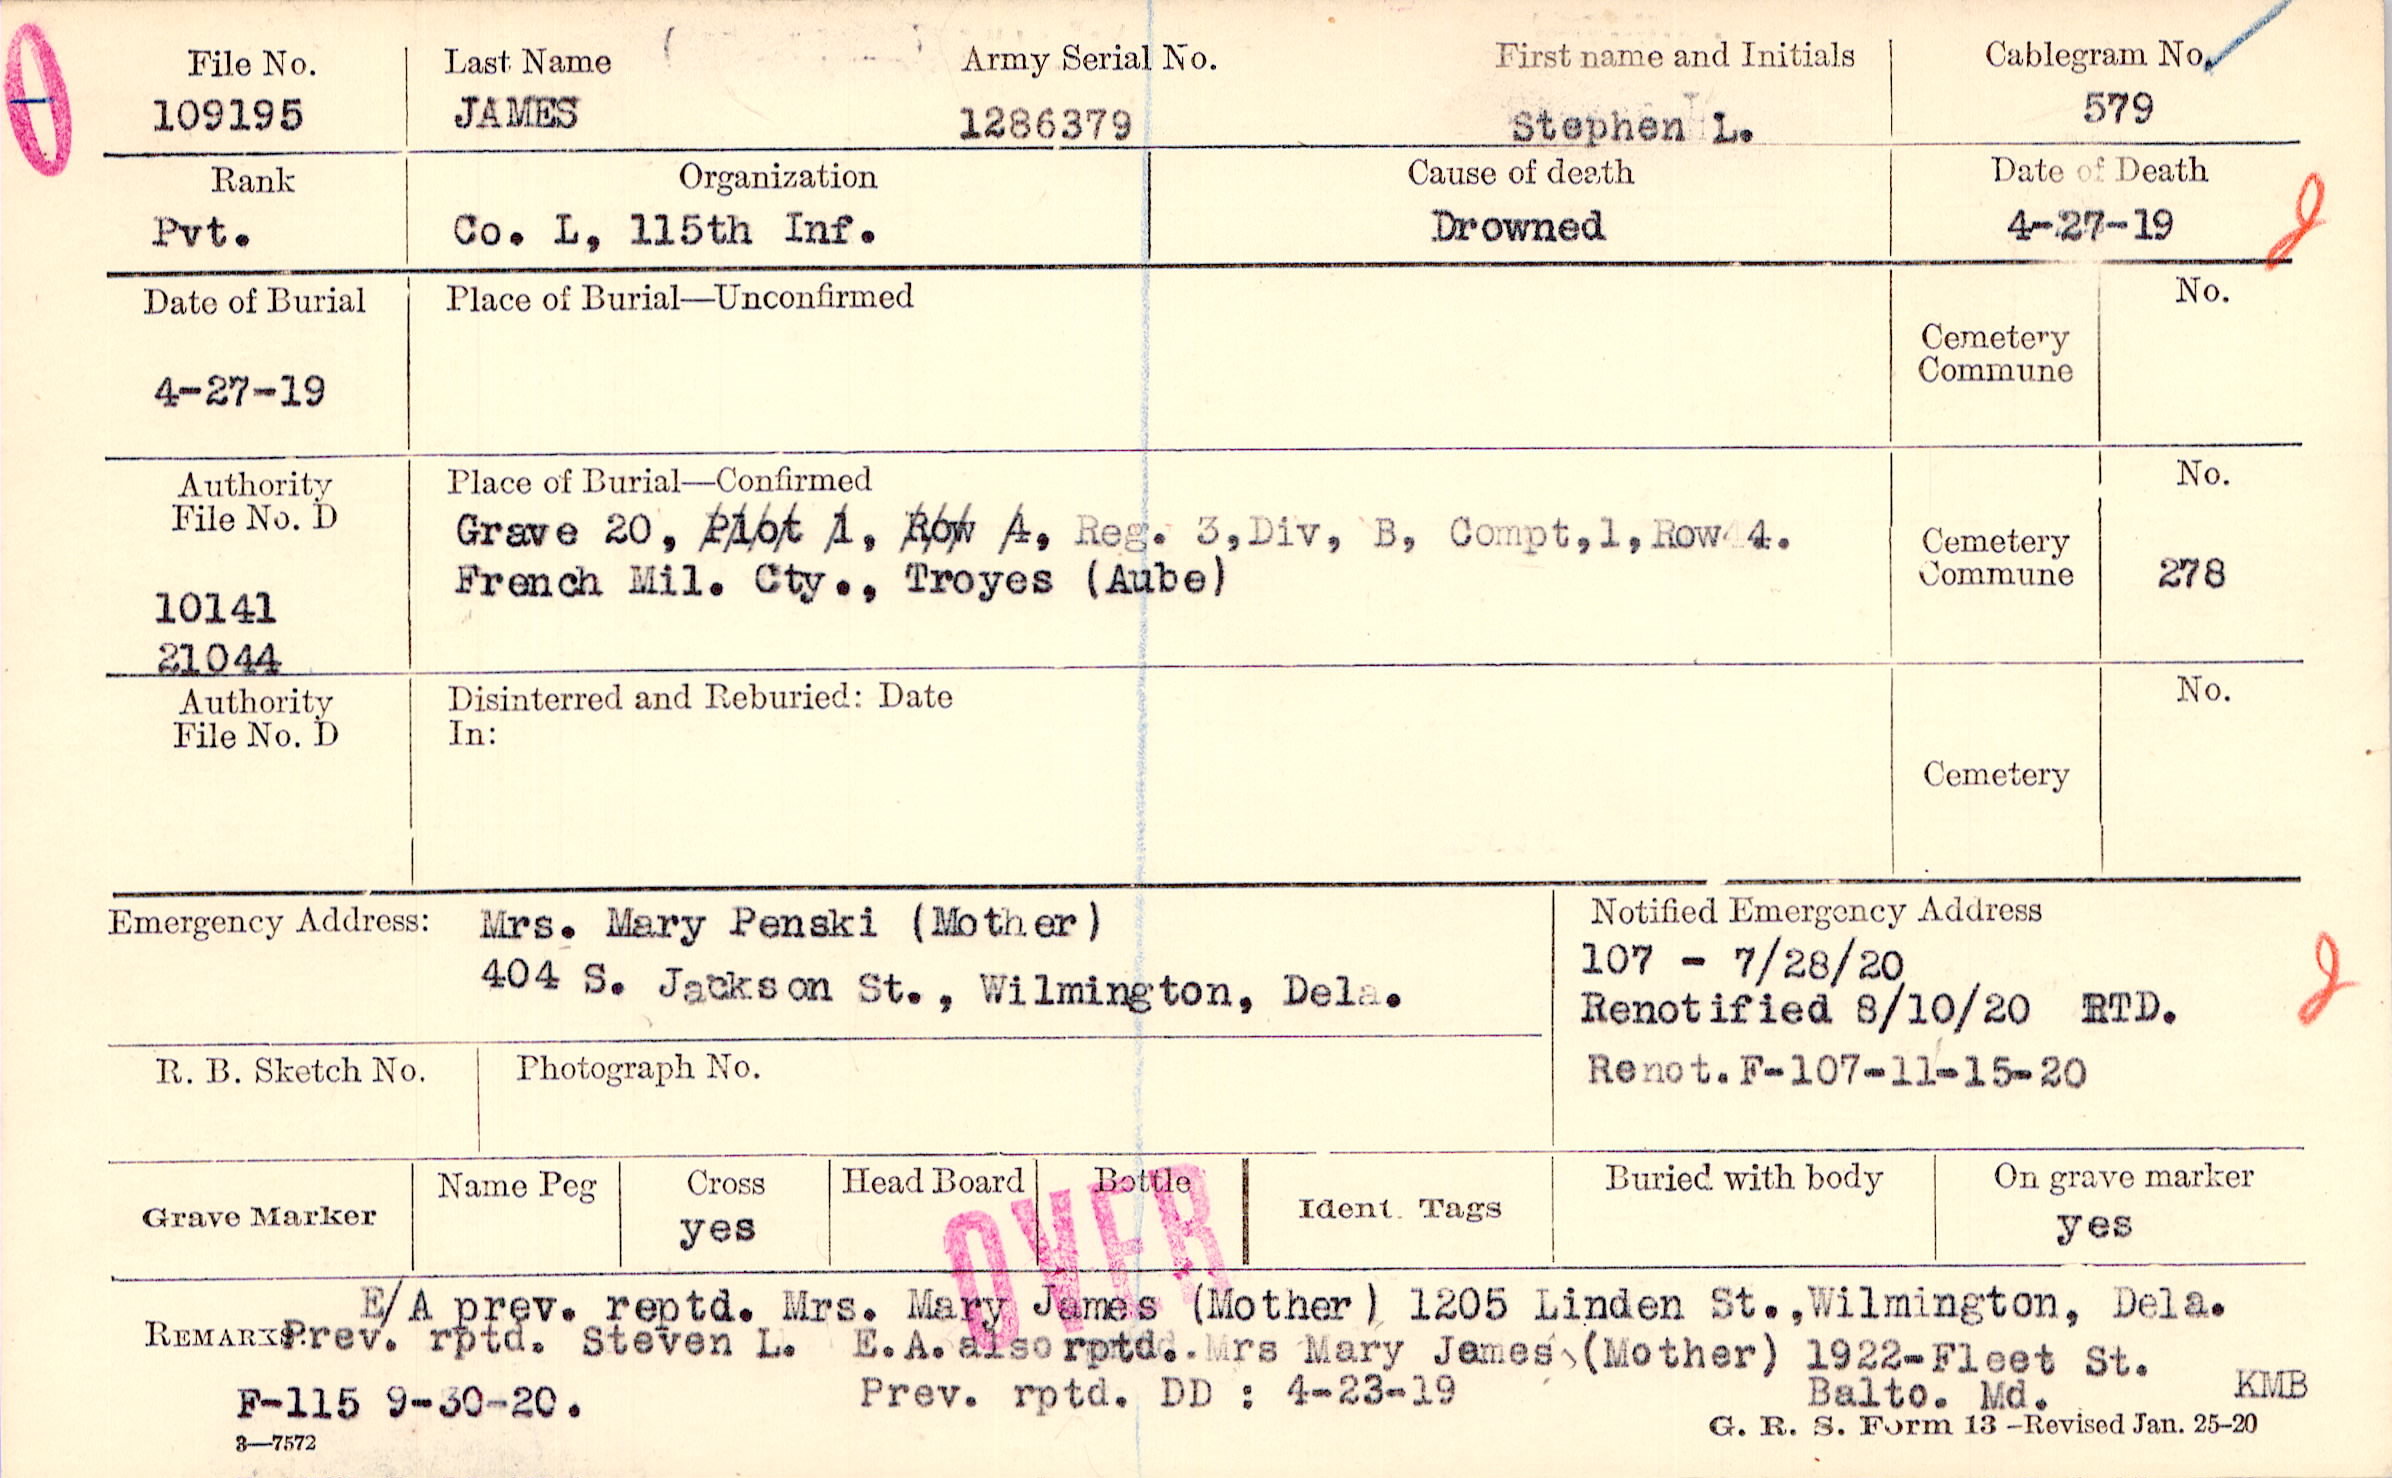 File No. Last Name Army Serial No. First name and Initials Cablegram No.
109195 JAMES 1286379 Stephen L. 579
Rank Organization Cause of death Date of Death
Pvt. Co. L, 115th Inf. Drowned 4-27-19
Date of Burial Place of Burial—Unconfirmed No.
Cemetery
Commune
4-27-19
Authority Place of Burial—Confirmed No.
File No. D
Grave 20, Plot 1, Row 4, Reg. 3,Div, B, Compt,1,Row 4.
French Mil. Cty., Troyes (Aube)
Cemetery
Commune 278
10141
21044
Authority Disinterred and Reburied: Date No.
File No. D In:
Cemetery
Emergency Address: Mrs. Mary Penski (Mother)
404 S. Jackson St., Wilmington, Dela.
Notified Emergency Address
107 - 7/28/20
Renotified 8/10/20 RTD.
Renot.F-107-11-15-20
R. B. Sketch No. Photograph No.
Grave Marker Name Peg Cross Head Board Bottle Ident. Tags Buried with body On grave marker
yes yes
OVER
E/A prev. reptd. Mrs. Mary James (Mother) 1205 Linden St.,Wilmington, Dela.
REMARKS: Prev. rptd. Steven L. E.A. also rptd. Mrs Mary James (Mother) 1922-Fleet St.
F-115 9-30-20. Prev. rptd. DD : 4-23-19 Balto. Md. KMB
3—7572 G. R. S. Form 13 —Revised Jan. 25-20